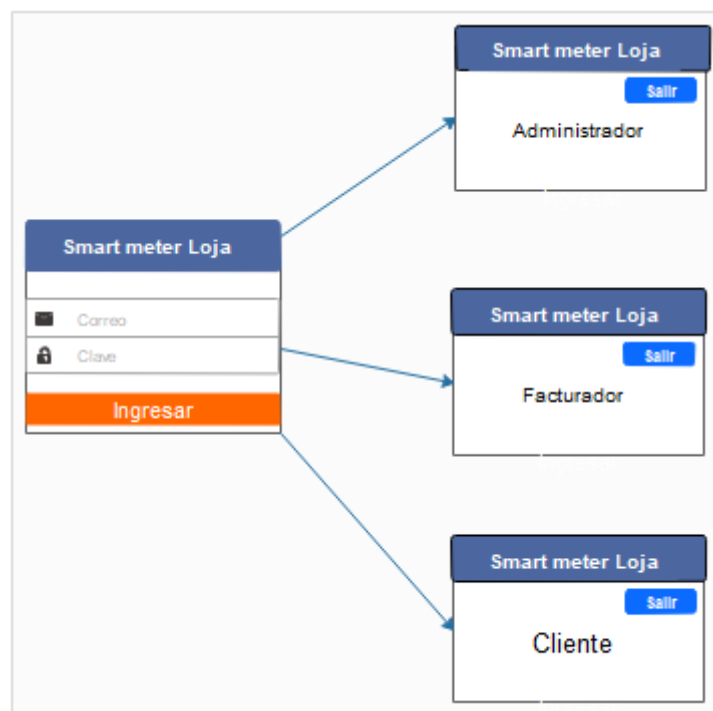 Smart meter Loja
Correo
Clave
Ingresar
Smart meter Loja
Salir
Administrador
Smart meter Loja
Salir
Facturador
Smart meter Loja
Salir
Cliente